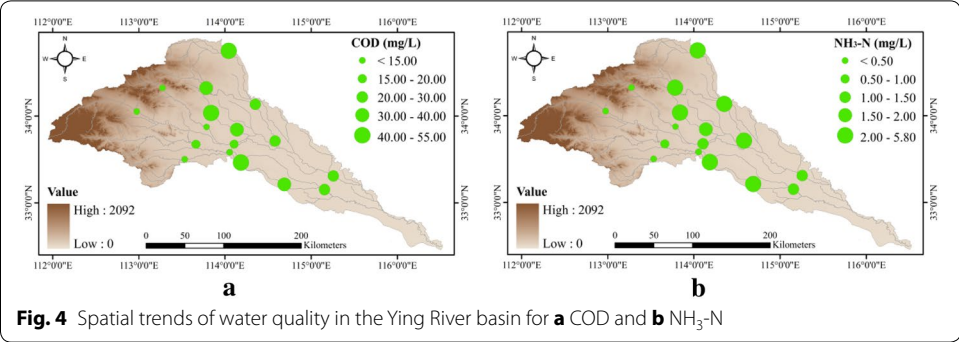 112°0'0"E 113°0'0"E 114°0'0"E 115°0'0"E 116°0'0"E
N
W E
S
COD (mg/L)
< 15.00
15.00 - 20.00
20.00 - 30.00
30.00 - 40.00
40.00 - 55.00
34°0'0"N 34°0'0"N
33°0'0"N 33°0'0"N
Value
High : 2092
Low : 0
0 50 100 200
Kilometers
112°0'0"E 113°0'0"E 114°0'0"E 115°0'0"E 116°0'0"E
a
112°0'0"E 113°0'0"E 114°0'0"E 115°0'0"E 116°0'0"E
N
W E
S
NH₃-N (mg/L)
< 0.50
0.50 - 1.00
1.00 - 1.50
1.50 - 2.00
2.00 - 5.80
34°0'0"N 34°0'0"N
33°0'0"N 33°0'0"N
Value
High : 2092
Low : 0
0 50 100 200
Kilometers
112°0'0"E 113°0'0"E 114°0'0"E 115°0'0"E 116°0'0"E
b
Fig. 4 Spatial trends of water quality in the Ying River basin for a COD and b NH₃-N